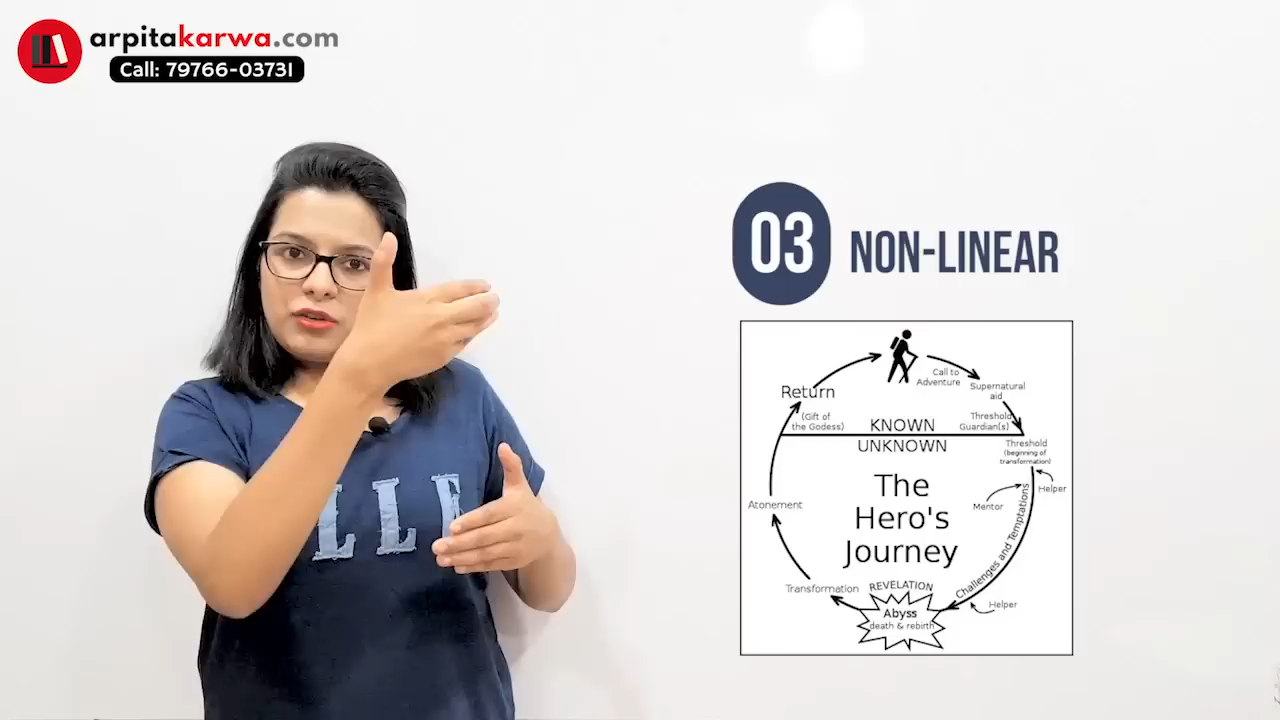 arpitakarwa.com
Call: 79766-03731
03 NON-LINEAR
Call to
Adventure
Supernatural
aid
Return
(Gift of
the Godess)
Threshold
Guardian(s)
KNOWN
UNKNOWN
Threshold
(beginning of
transformation)
Helper
Mentor
The
Hero's
Journey
Challenges and Temptations
Atonement
Transformation
REVELATION
Abyss
death & rebirth
Helper